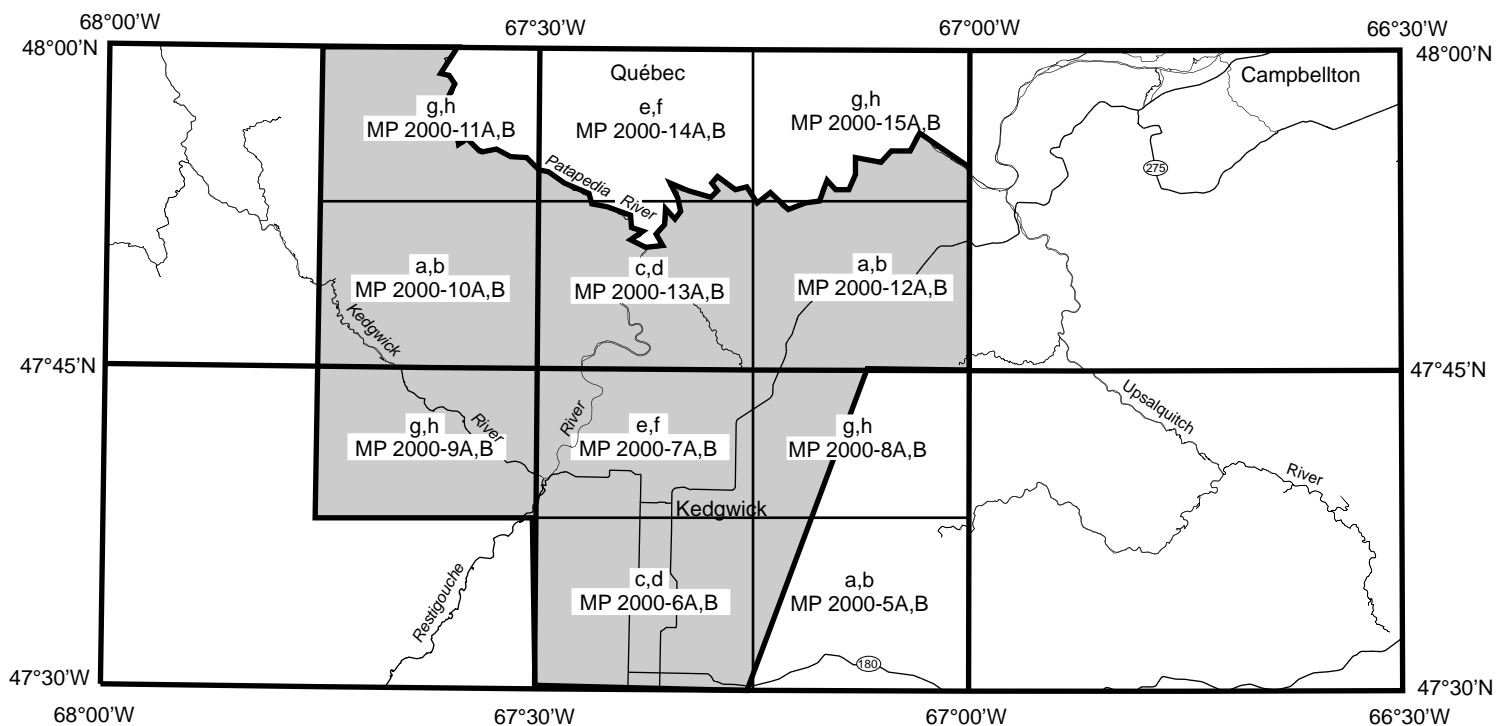 68°00’W
67°30’W
67°00’W
66°30’W
48°00’N
48°00’N
Québec
Campbellton
g,h
MP 2000-11A,B
e,f
MP 2000-14A,B
g,h
MP 2000-15A,B
275
Patapedia River
a,b
MP 2000-10A,B
c,d
MP 2000-13A,B
a,b
MP 2000-12A,B
Kedgwick
47°45’N
47°45’N
River
River
g,h
MP 2000-9A,B
e,f
MP 2000-7A,B
g,h
MP 2000-8A,B
Upsalquitch
River
Kedgwick
Restigouche
c,d
MP 2000-6A,B
a,b
MP 2000-5A,B
180
47°30’W
47°30’N
68°00’W
67°30’W
67°00’W
66°30’W